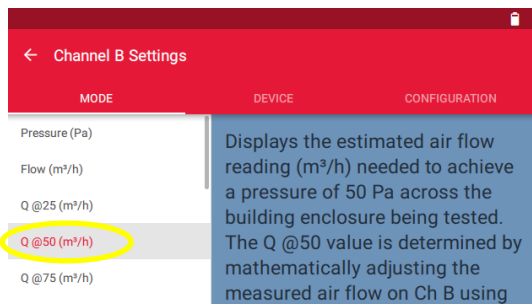 Channel B Settings
MODE DEVICE CONFIGURATION
Pressure (Pa)
Flow (m³/h)
Q @25 (m³/h)
Q @50 (m³/h)
Q @75 (m³/h)
Displays the estimated air flow
reading (m³/h) needed to achieve
a pressure of 50 Pa across the
building enclosure being tested.
The Q @50 value is determined by
mathematically adjusting the
measured air flow on Ch B using